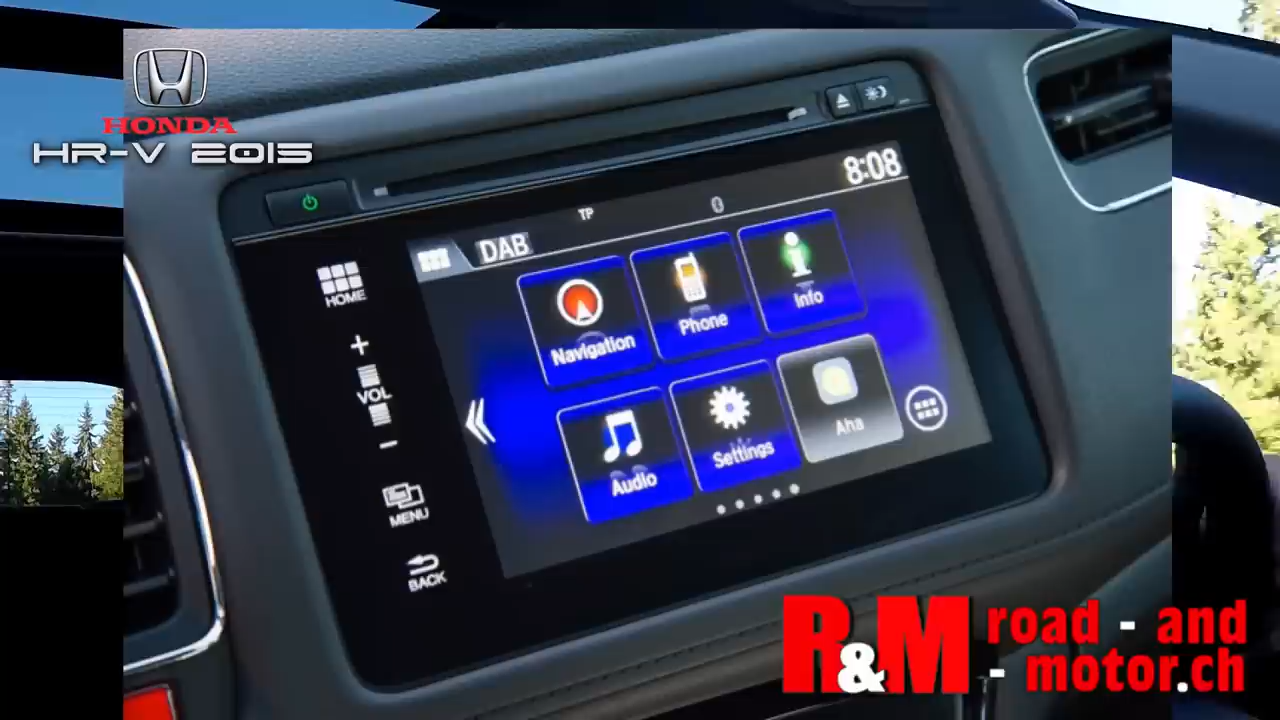 HONDA
HR-V 2015
8:08
TP
DAB
HOME
Navigation
Phone
Info
+
VOL
-
Audio
Settings
Aha
MENU
BACK
R&M road - and
- motor.ch